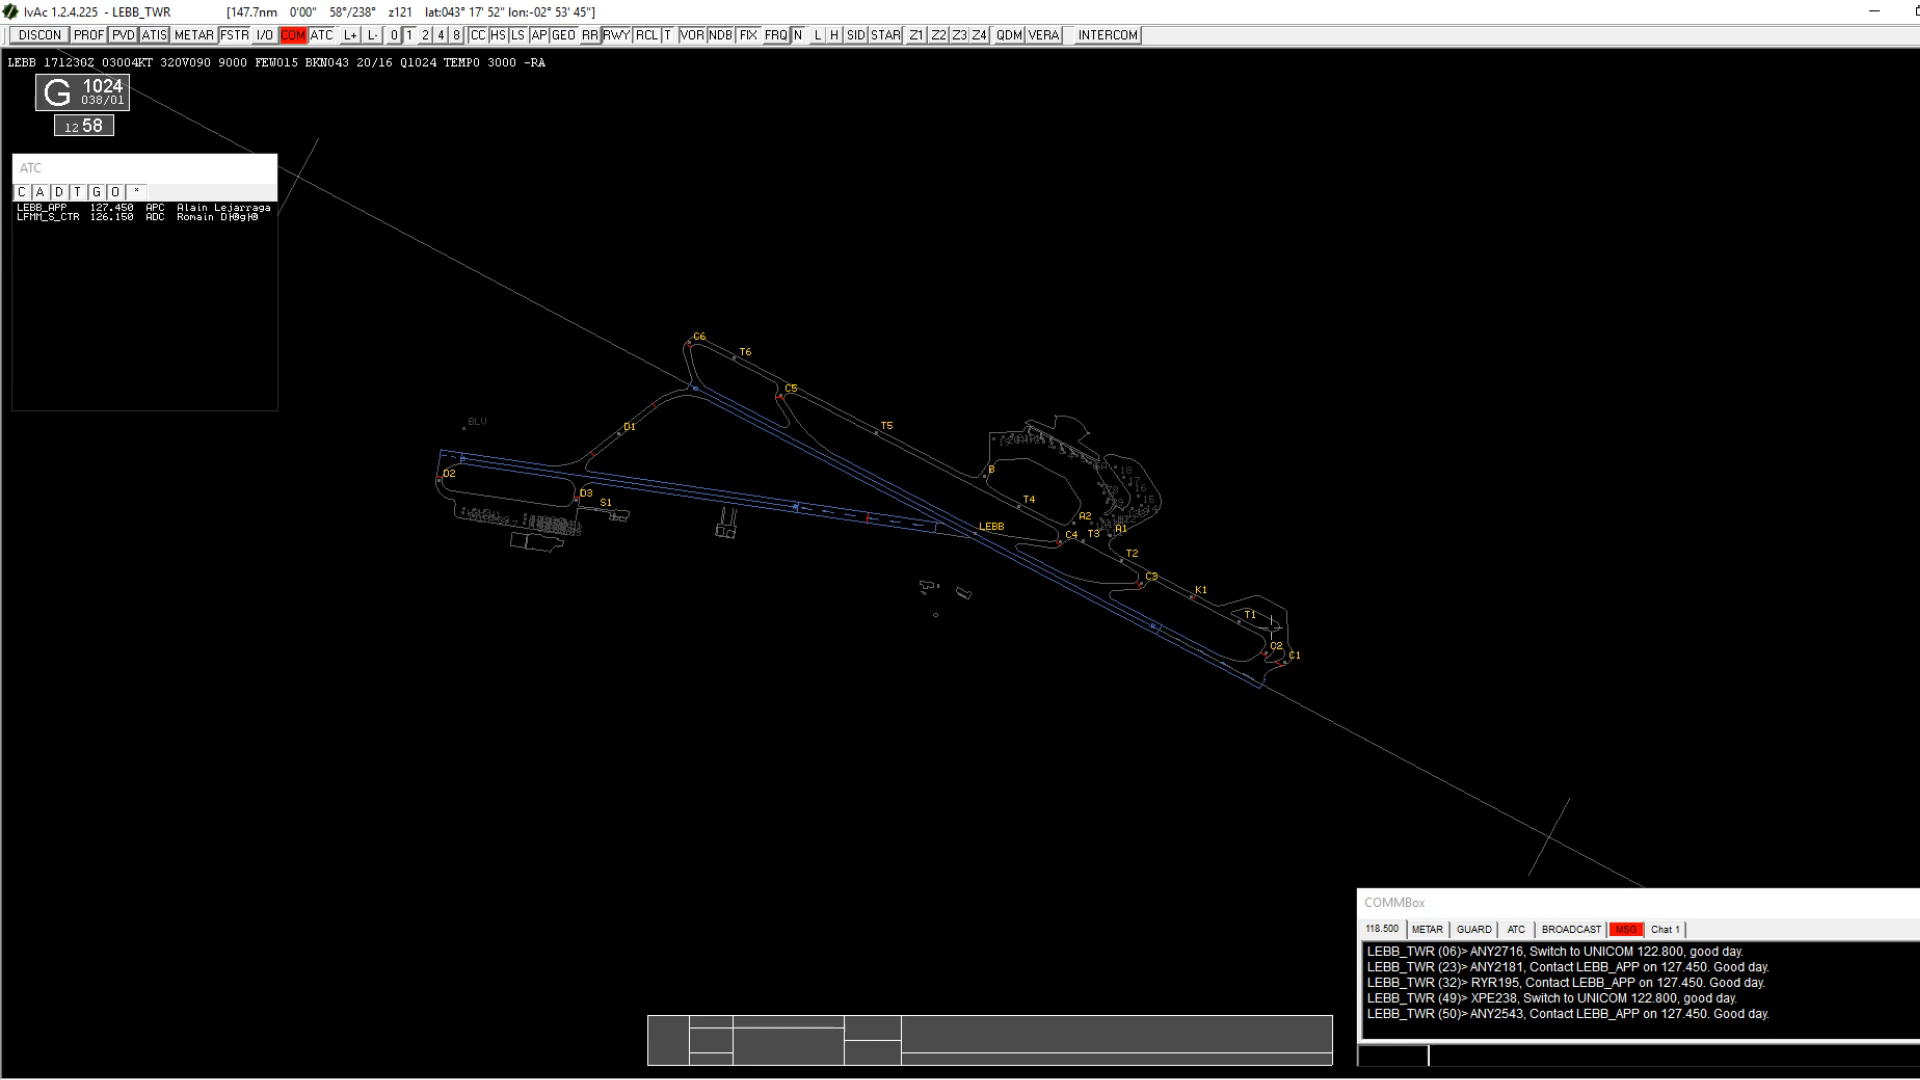 IvAc 1.2.4.225 - LEBB_TWR [147.7nm 0'00" 58°/238° z121 lat:043° 17' 52" lon:-02° 53' 45"]
DISCON PROF PVD ATIS METAR FSTR I/O COM ATC L+ L- 0 1 2 4 8 CC HS LS AP GEO RR RWY RCL T VOR NDB FIX FRQ N L H SID STAR Z1 Z2 Z3 Z4 QDM VERA INTERCOM
LEBB 171230Z 03004KT 320V090 9000 FEW015 BKN043 20/16 Q1024 TEMPO 3000 -RA
G 1024
038/01
12 58
ATC
C A D T G O *
LEBB_APP 127.450 APC Alain Lejarraga
LFMM_S_CTR 126.150 ADC Romain
C6
T6
C5
BLV
D1
T5
B
D2
D3
S1
T4
18
17
16
15
A2
LEBB
C4
T3
A1
T2
C3
K1
T1
C2
C1
COMMBox
118.500 METAR GUARD ATC BROADCAST MSG Chat 1
LEBB_TWR (06)> ANY2716, Switch to UNICOM 122.800, good day.
LEBB_TWR (23)> ANY2181, Contact LEBB_APP on 127.450. Good day.
LEBB_TWR (32)> RYR195, Contact LEBB_APP on 127.450. Good day.
LEBB_TWR (49)> XPE238, Switch to UNICOM 122.800, good day.
LEBB_TWR (50)> ANY2543, Contact LEBB_APP on 127.450. Good day.